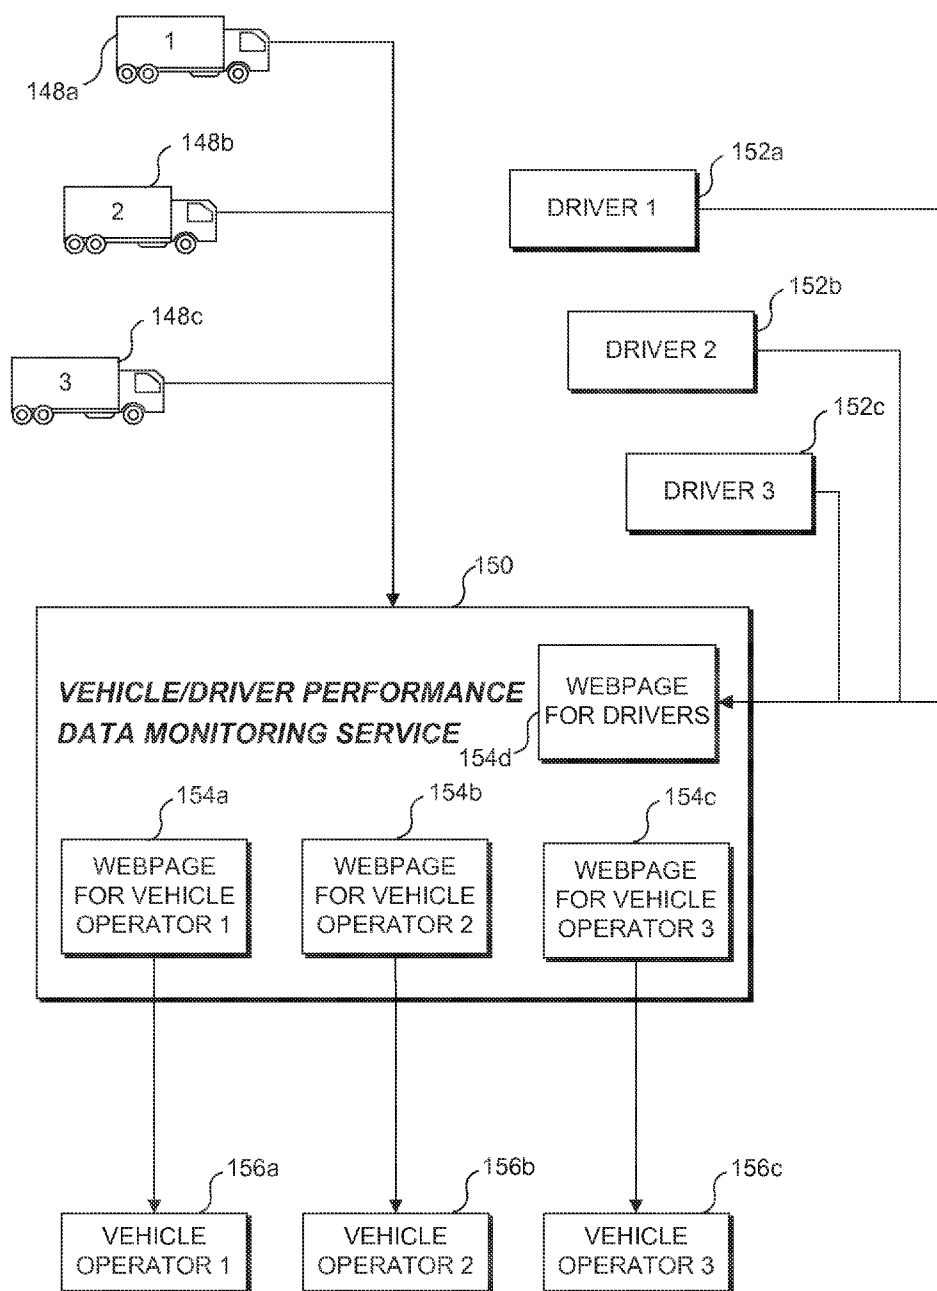 1
148a
148b
2
152a
DRIVER 1
148c
3
152b
DRIVER 2
152c
DRIVER 3
150
VEHICLE/DRIVER PERFORMANCE
DATA MONITORING SERVICE
WEBPAGE
FOR DRIVERS
154d
154a
154b
154c
WEBPAGE
FOR VEHICLE
OPERATOR 1
WEBPAGE
FOR VEHICLE
OPERATOR 2
WEBPAGE
FOR VEHICLE
OPERATOR 3
156a
156b
156c
VEHICLE
OPERATOR 1
VEHICLE
OPERATOR 2
VEHICLE
OPERATOR 3